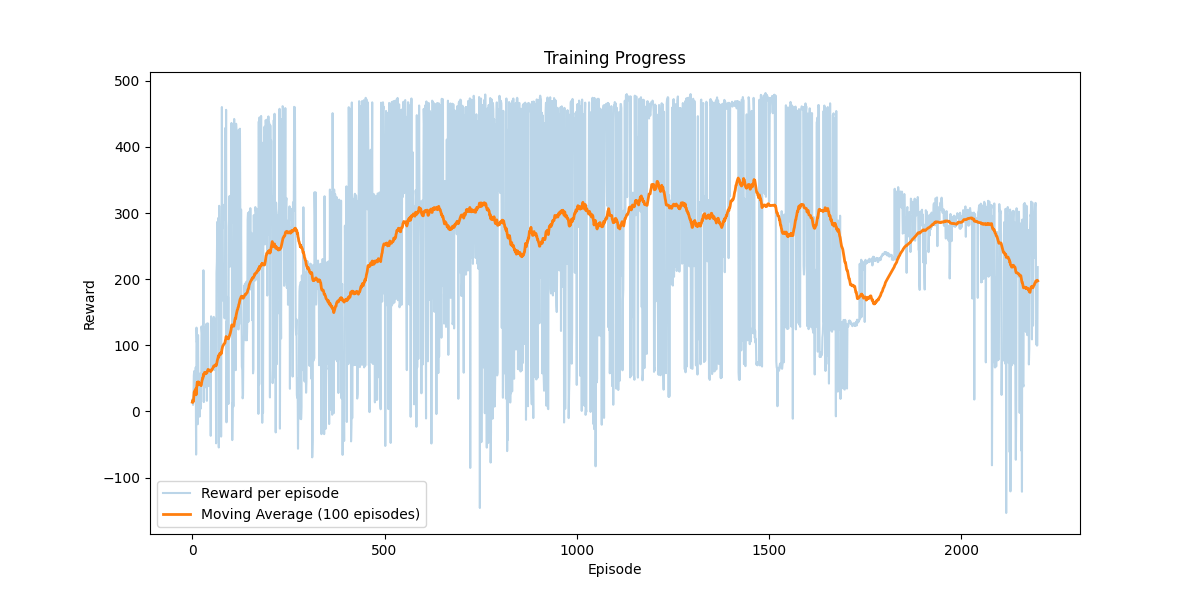 Training Progress
500
400
300
200
100
0
−100
Reward
Reward per episode
Moving Average (100 episodes)
0 500 1000 1500 2000
Episode